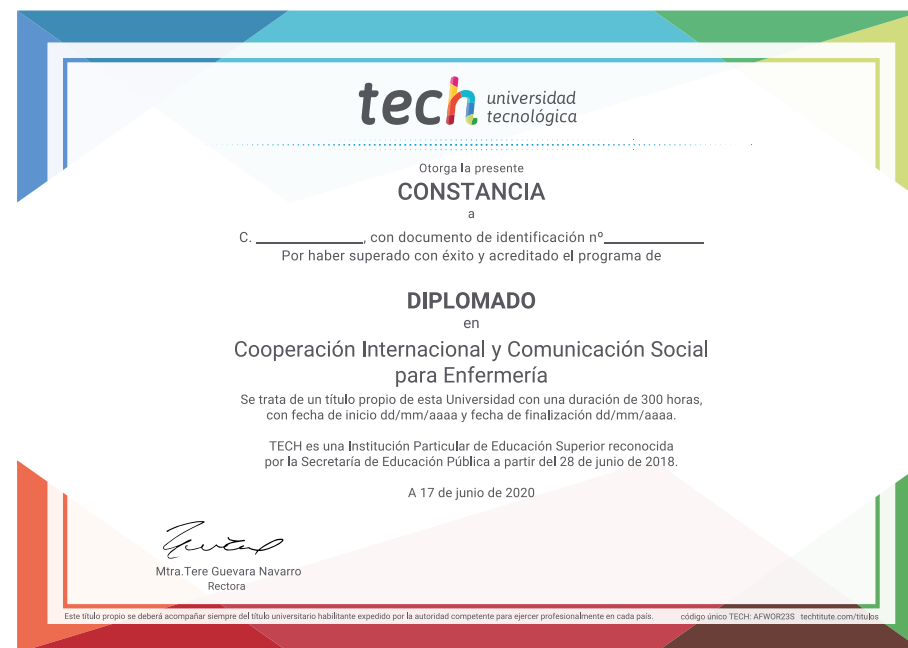 tech universidad
tecnológica
Otorga la presente
CONSTANCIA
a
C. ____________, con documento de identificación nº____________
Por haber superado con éxito y acreditado el programa de
DIPLOMADO
en
Cooperación Internacional y Comunicación Social
para Enfermería
Se trata de un título propio de esta Universidad con una duración de 300 horas,
con fecha de inicio dd/mm/aaaa y fecha de finalización dd/mm/aaaa.
TECH es una Institución Particular de Educación Superior reconocida
por la Secretaría de Educación Pública a partir del 28 de junio de 2018.
A 17 de junio de 2020
Mtra.Tere Guevara Navarro
Rectora
Este título propio se deberá acompañar siempre del título universitario habilitante expedido por la autoridad competente para ejercer profesionalmente en cada país. código único TECH: AFWOR23S techtitute.com/titulos